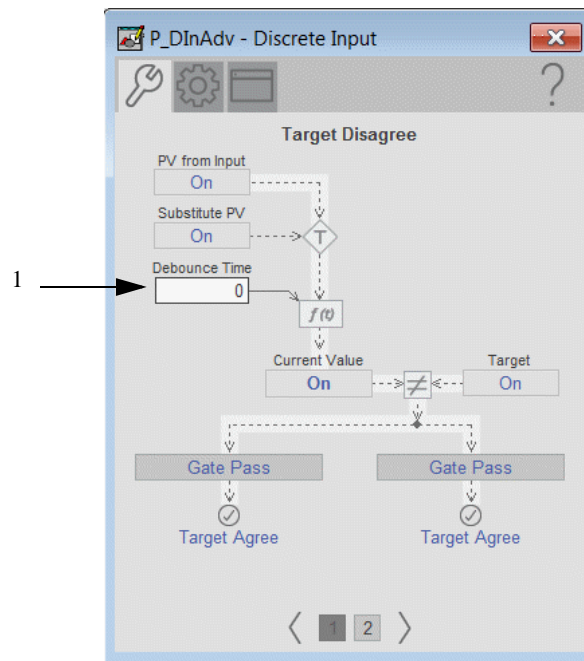 P_DInAdv - Discrete Input
?
Target Disagree
PV from Input
On
Substitute PV
On
T
Debounce Time
1
0
f(t)
Current Value
Target
On
≠
On
Gate Pass
Gate Pass
Target Agree
Target Agree
1 2